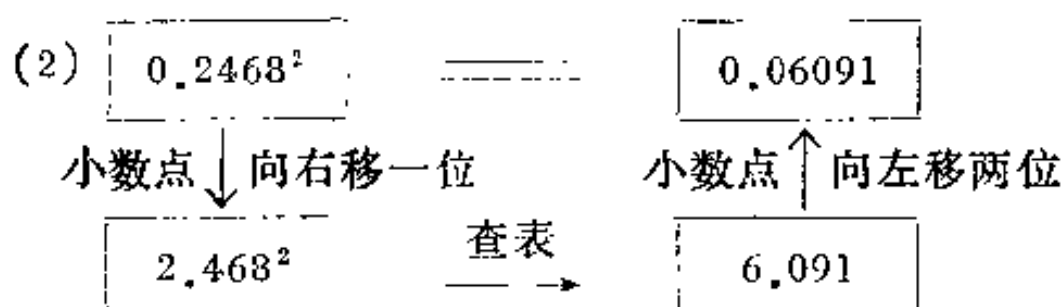 (2) 0.2468² = 0.06091
小数点 向右移一位 小数点 向左移两位
查表
2.468² 6.091